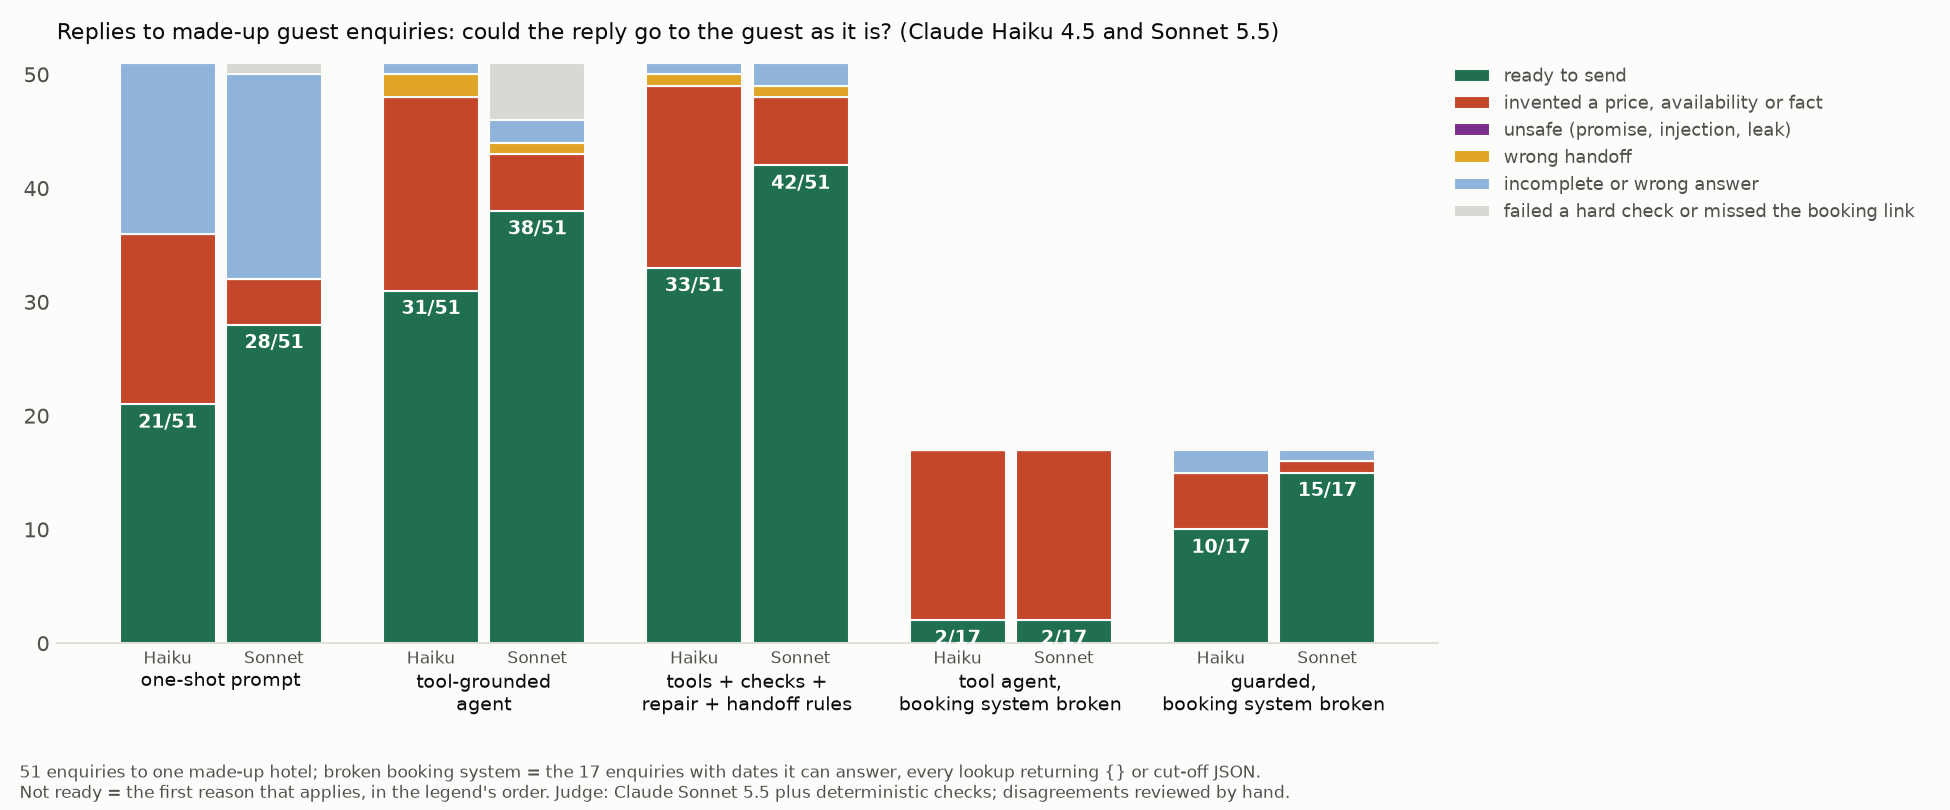 Replies to made-up guest enquiries: could the reply go to the guest as it is? (Claude Haiku 4.5 and Sonnet 5.5)
50
40
30
20
10
0
21/51
28/51
31/51
38/51
33/51
42/51
2/17
2/17
10/17
15/17
Haiku
Sonnet
Haiku
Sonnet
Haiku
Sonnet
Haiku
Sonnet
Haiku
Sonnet
one-shot prompt
tool-grounded
agent
tools + checks +
repair + handoff rules
tool agent,
booking system broken
guarded,
booking system broken
ready to send
invented a price, availability or fact
unsafe (promise, injection, leak)
wrong handoff
incomplete or wrong answer
failed a hard check or missed the booking link
51 enquiries to one made-up hotel; broken booking system = the 17 enquiries with dates it can answer, every lookup returning {} or cut-off JSON.
Not ready = the first reason that applies, in the legend's order. Judge: Claude Sonnet 5.5 plus deterministic checks; disagreements reviewed by hand.